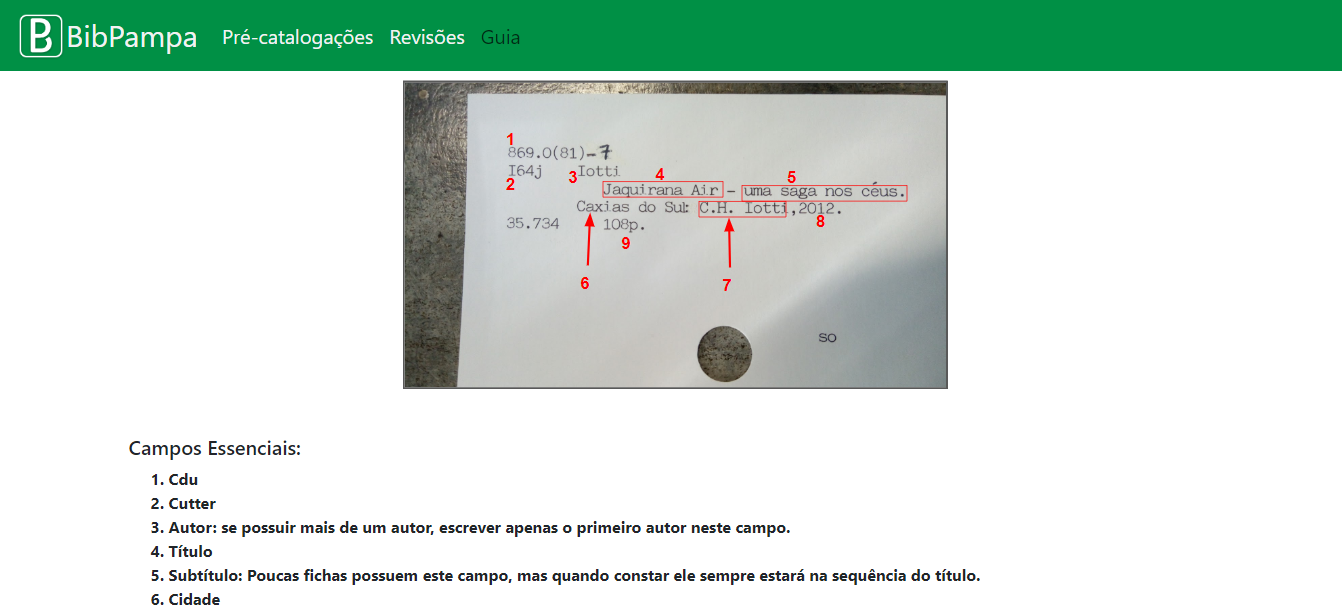 B BibPampa Pré-catalogações Revisões Guia
1
869.0(81)-7
I64j 3 Iotti 4 5
2 Jaquirana Air - uma saga nos céus.
Caxias do Sul: C.H. Iotti,2012.
35.734 108p. 8
9
6 7
SO
Campos Essenciais:
1. Cdu
2. Cutter
3. Autor: se possuir mais de um autor, escrever apenas o primeiro autor neste campo.
4. Título
5. Subtítulo: Poucas fichas possuem este campo, mas quando constar ele sempre estará na sequência do título.
6. Cidade